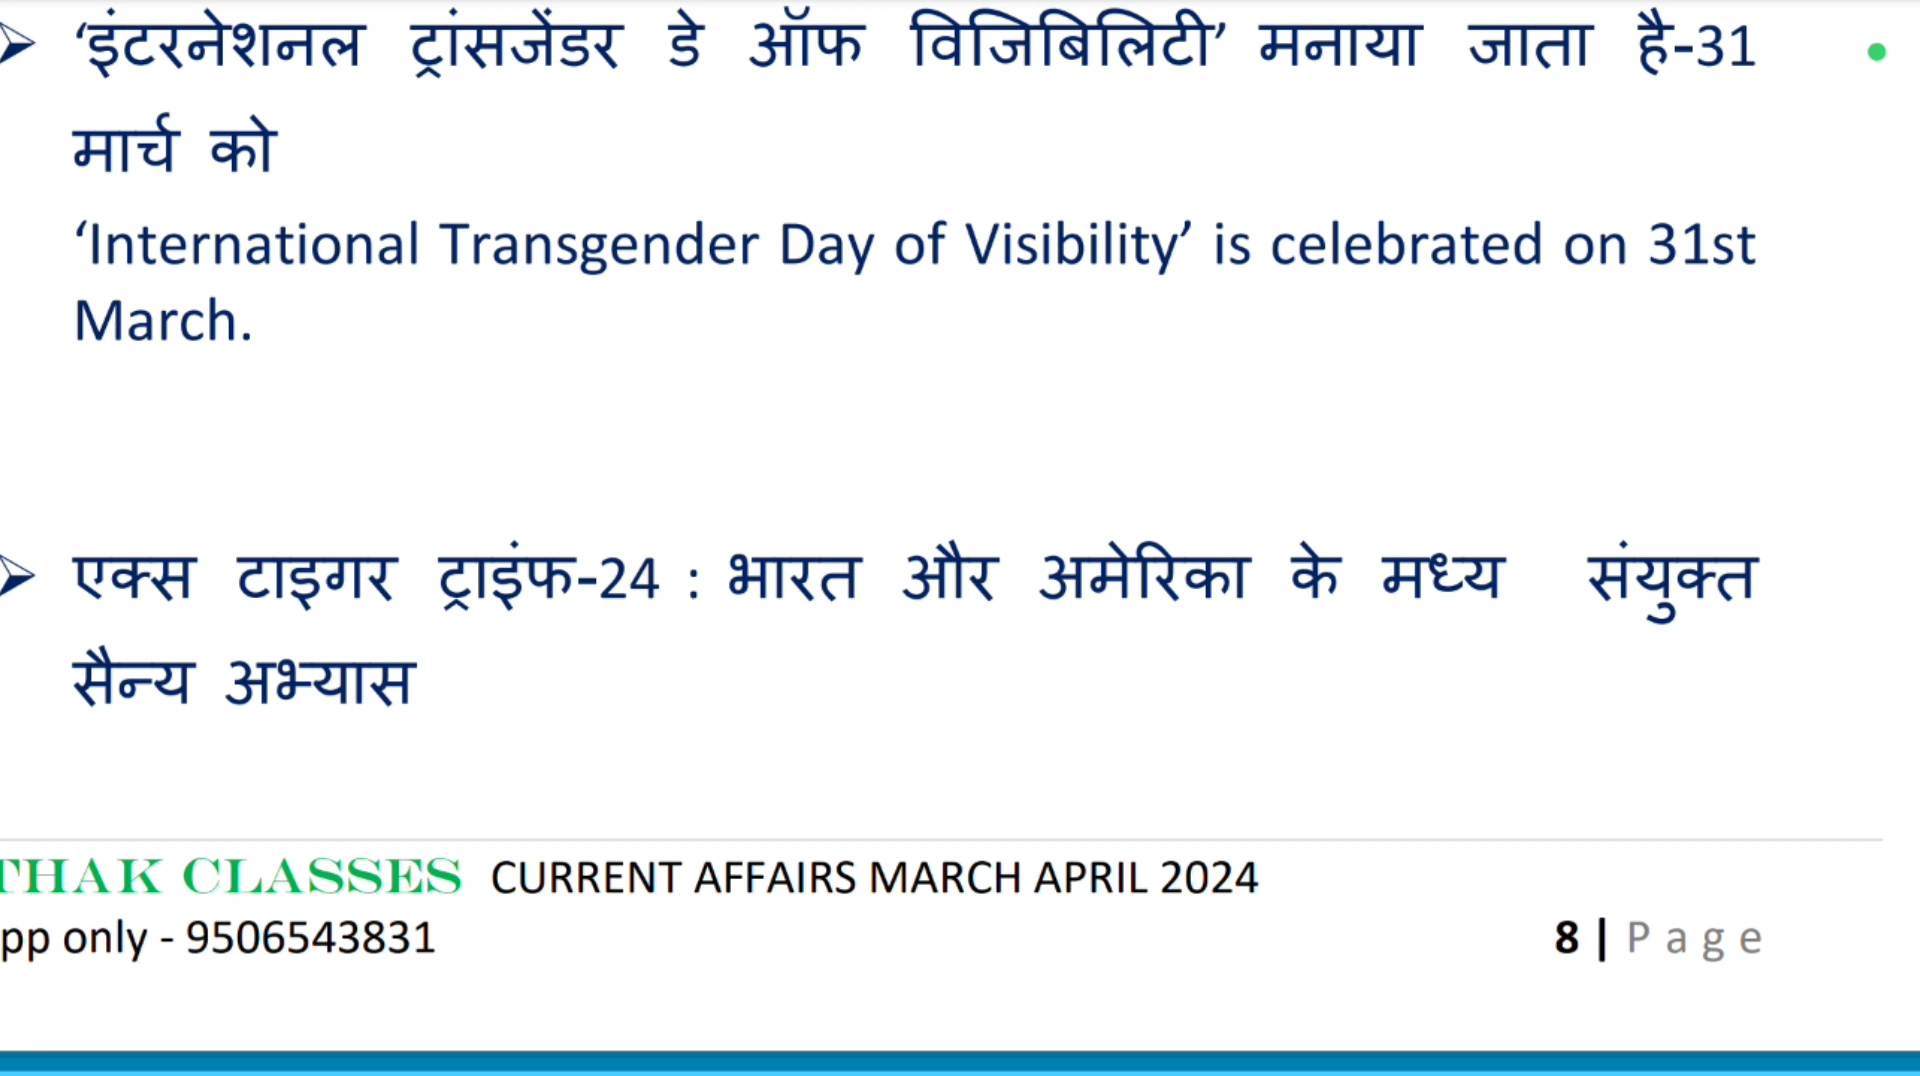 ‘इंटरनेशनल ट्रांसजेंडर डे ऑफ विजिबिलिटी’ मनाया जाता है-31
मार्च को
‘International Transgender Day of Visibility’ is celebrated on 31st
March.
एक्स टाइगर ट्राइंफ-24 : भारत और अमेरिका के मध्य संयुक्त
सैन्य अभ्यास
THAK CLASSES CURRENT AFFAIRS MARCH APRIL 2024
pp only - 9506543831
8 | Page